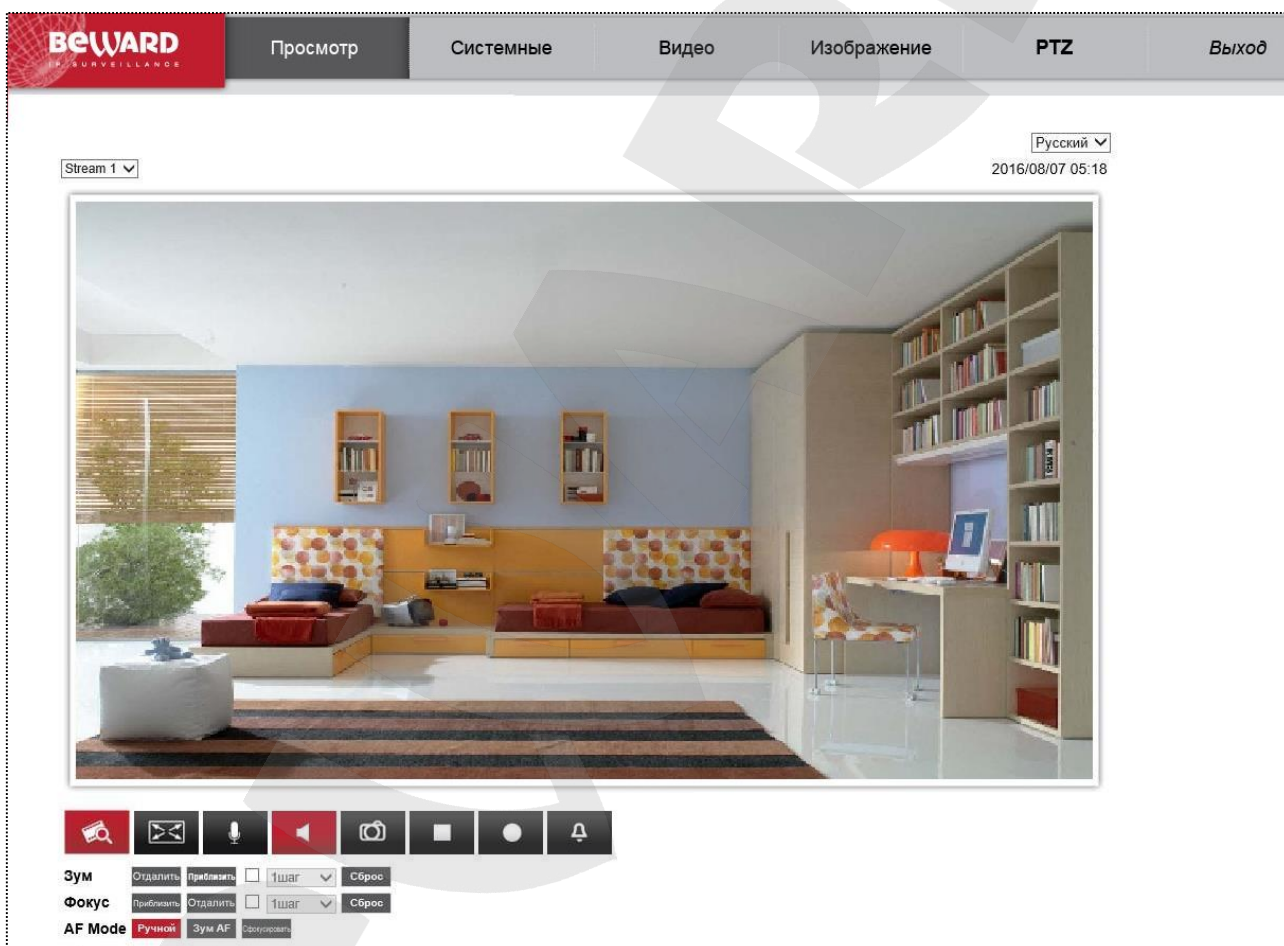 BEWARD
IP SURVEILLANCE
Просмотр Системные Видео Изображение PTZ Выход
Русский
Stream 1 2016/08/07 05:18
Зум Отдалить Приблизить 1шаг Сброс
Фокус Приблизить Отдалить 1шаг Сброс
AF Mode Ручной Зум AF Сфокусировать